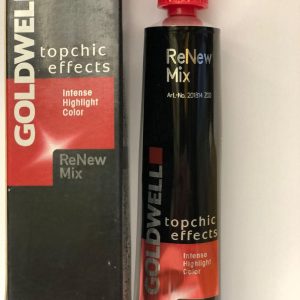 GOLDWELL
topchic
effects
Intense
Highlight
Color
ReNew
Mix
ReNew
Mix
GOLDWELL
topchic
effects
Intense
Highlight
Color